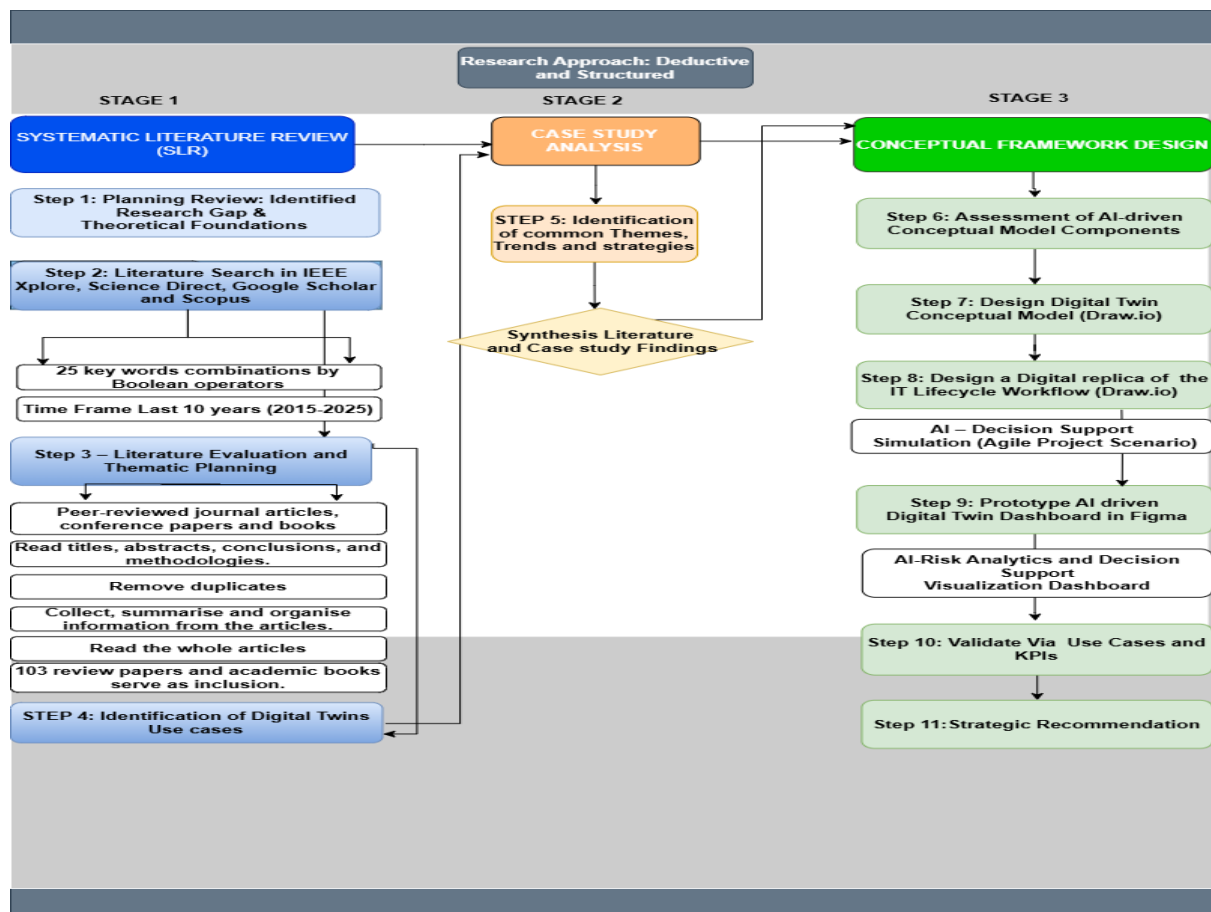 Research Approach: Deductive
and Structured
STAGE 1
STAGE 2
STAGE 3
SYSTEMATIC LITERATURE REVIEW
(SLR)
Step 1: Planning Review: Identified
Research Gap &
Theoretical Foundations
Step 2: Literature Search in IEEE
Xplore, Science Direct, Google Scholar
and Scopus
25 key words combinations by
Boolean operators
Time Frame Last 10 years (2015-2025)
Step 3 – Literature Evaluation and
Thematic Planning
Peer-reviewed journal articles,
conference papers and books
Read titles, abstracts, conclusions, and
methodologies.
Remove duplicates
Collect, summarise and organise
information from the articles.
Read the whole articles
103 review papers and academic books
serve as inclusion.
STEP 4: Identification of Digital Twins
Use cases
CASE STUDY
ANALYSIS
STEP 5: Identification
of common Themes,
Trends and strategies
Synthesis Literature
and Case study Findings
CONCEPTUAL FRAMEWORK DESIGN
Step 6: Assessment of AI-driven
Conceptual Model Components
Step 7: Design Digital Twin
Conceptual Model (Draw.io)
Step 8: Design a Digital replica of the
IT Lifecycle Workflow (Draw.io)
AI – Decision Support
Simulation (Agile Project Scenario)
Step 9: Prototype AI driven
Digital Twin Dashboard in Figma
AI-Risk Analytics and Decision
Support
Visualization Dashboard
Step 10: Validate Via Use Cases and
KPIs
Step 11: Strategic Recommendation